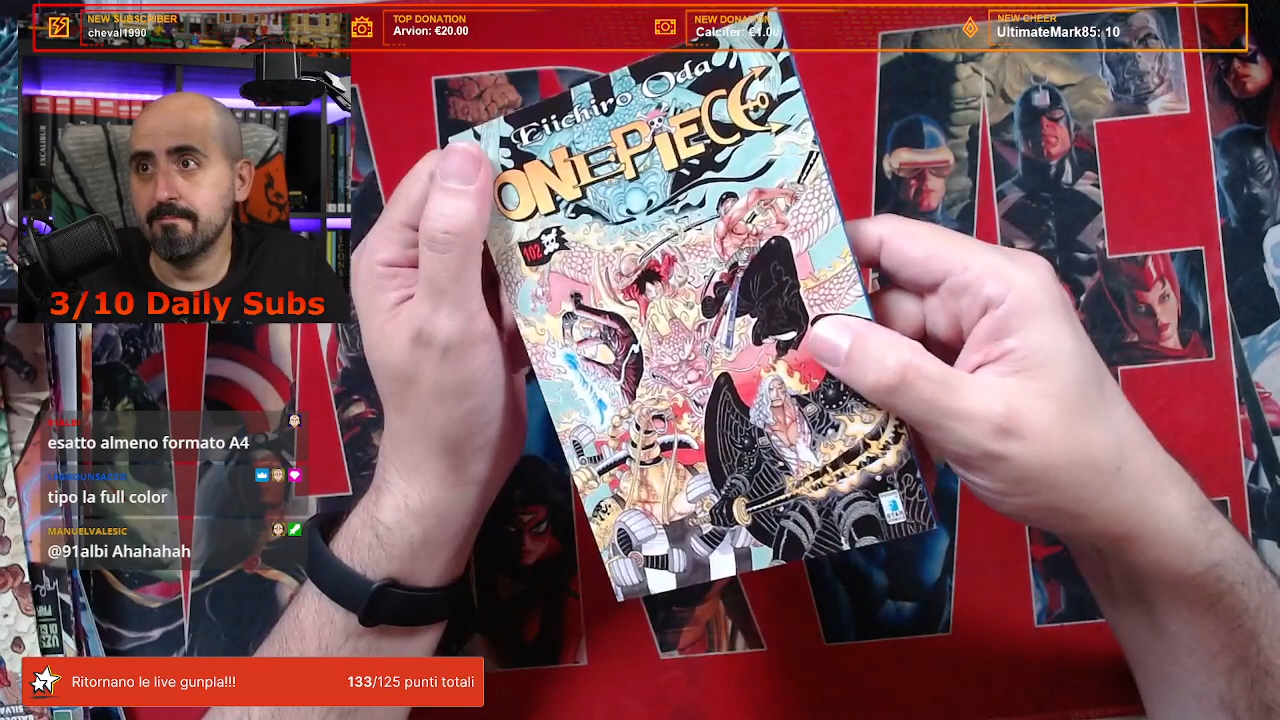 NEW SUBSCRIBER
cheval1990
TOP DONATION
Arvion: €20.00
NEW DONATION
Calcifer: €1.00
NEW CHEER
UltimateMark85: 10
EXCALIBUR
3/10 Daily Subs
Eiichiro Oda
ONE PIECE
102
STAR
esatto almeno formato A4
tipo la full color
MANUELVALESIC
@91albi Ahahahah
Ritornano le live gunpla!!!
133/125 punti totali